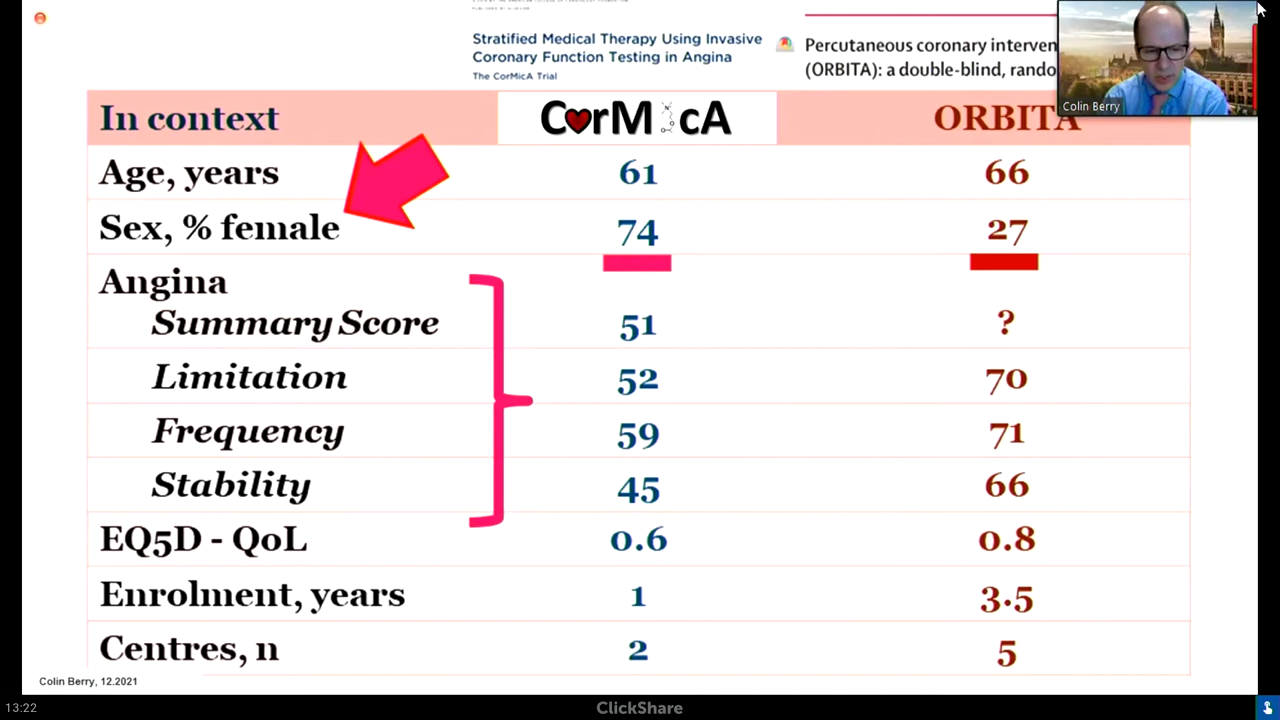 Stratified Medical Therapy Using Invasive
Coronary Function Testing in Angina
The CorMicA Trial
Percutaneous coronary interven
(ORBITA): a double-blind, rando
Colin Berry
In context CorMicA ORBITA
Age, years 61 66
Sex, % female 74 27
Angina
Summary Score 51 ?
Limitation 52 70
Frequency 59 71
Stability 45 66
EQ5D - QoL 0.6 0.8
Enrolment, years 1 3.5
Centres, n 2 5
Colin Berry, 12.2021
13:22
ClickShare